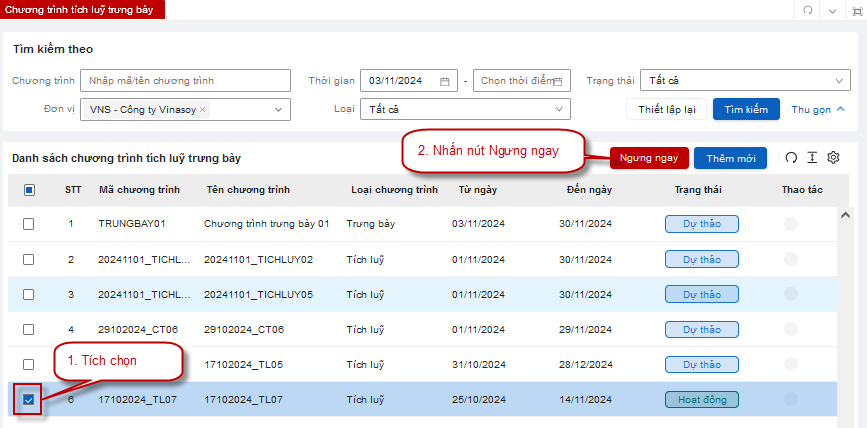 Chương trình tích luỹ trưng bày
Tìm kiếm theo
Chương trình Nhập mã/tên chương trình Thời gian 03/11/2024 - Chọn thời điểm Trạng thái Tất cả
Đơn vị VNS - Công ty Vinasoy × Loại Tất cả Thiết lập lại Tìm kiếm Thu gọn
2. Nhấn nút Ngưng ngay
Danh sách chương trình tích luỹ trưng bày Ngưng ngay Thêm mới
STT Mã chương trình Tên chương trình Loại chương trình Từ ngày Đến ngày Trạng thái Thao tác
1 TRUNGBAY01 Chương trình trưng bày 01 Trưng bày 03/11/2024 30/11/2024 Dự thảo
2 20241101_TICHL... 20241101_TICHLUY02 Tích luỹ 01/11/2024 30/11/2024 Dự thảo
3 20241101_TICHL... 20241101_TICHLUY05 Tích luỹ 01/11/2024 30/11/2024 Dự thảo
4 29102024_CT06 29102024_CT06 Tích luỹ 01/11/2024 29/11/2024 Dự thảo
1. Tích chọn
17102024_TL05 Tích luỹ 31/10/2024 28/12/2024 Dự thảo
6 17102024_TL07 17102024_TL07 Tích luỹ 25/10/2024 14/11/2024 Hoạt động